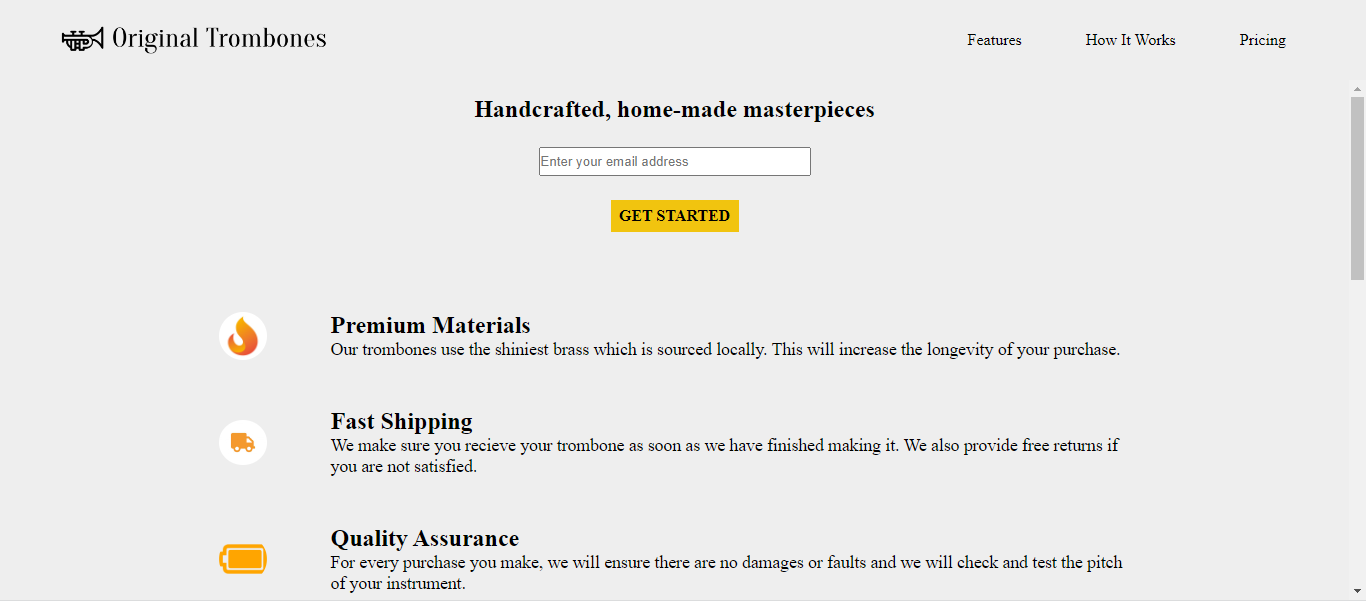 Original Trombones
Features
How It Works
Pricing
Handcrafted, home-made masterpieces
Enter your email address
GET STARTED
Premium Materials
Our trombones use the shiniest brass which is sourced locally. This will increase the longevity of your purchase.
Fast Shipping
We make sure you recieve your trombone as soon as we have finished making it. We also provide free returns if
you are not satisfied.
Quality Assurance
For every purchase you make, we will ensure there are no damages or faults and we will check and test the pitch
of your instrument.